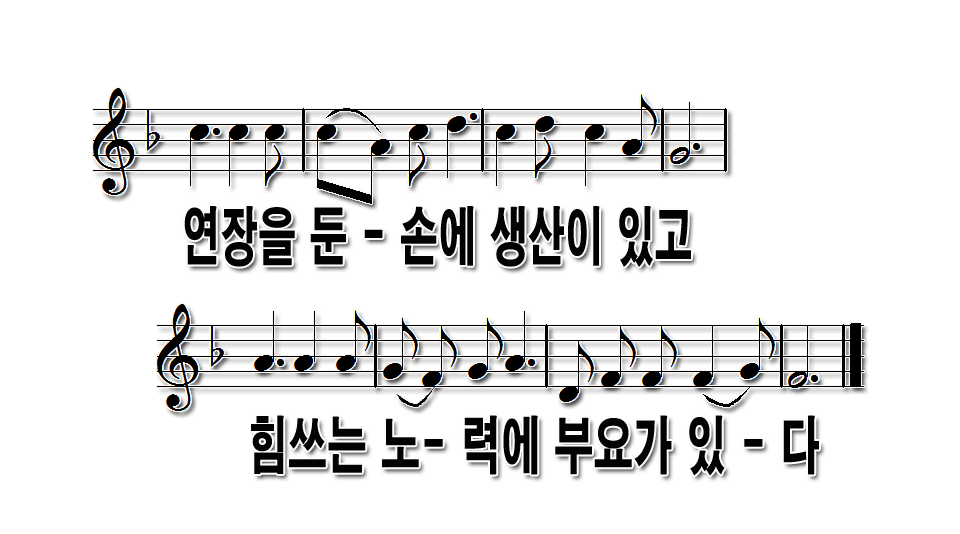 연장을 둔 - 손에 생산이 있고
힘쓰는 노- 력에 부요가 있 - 다